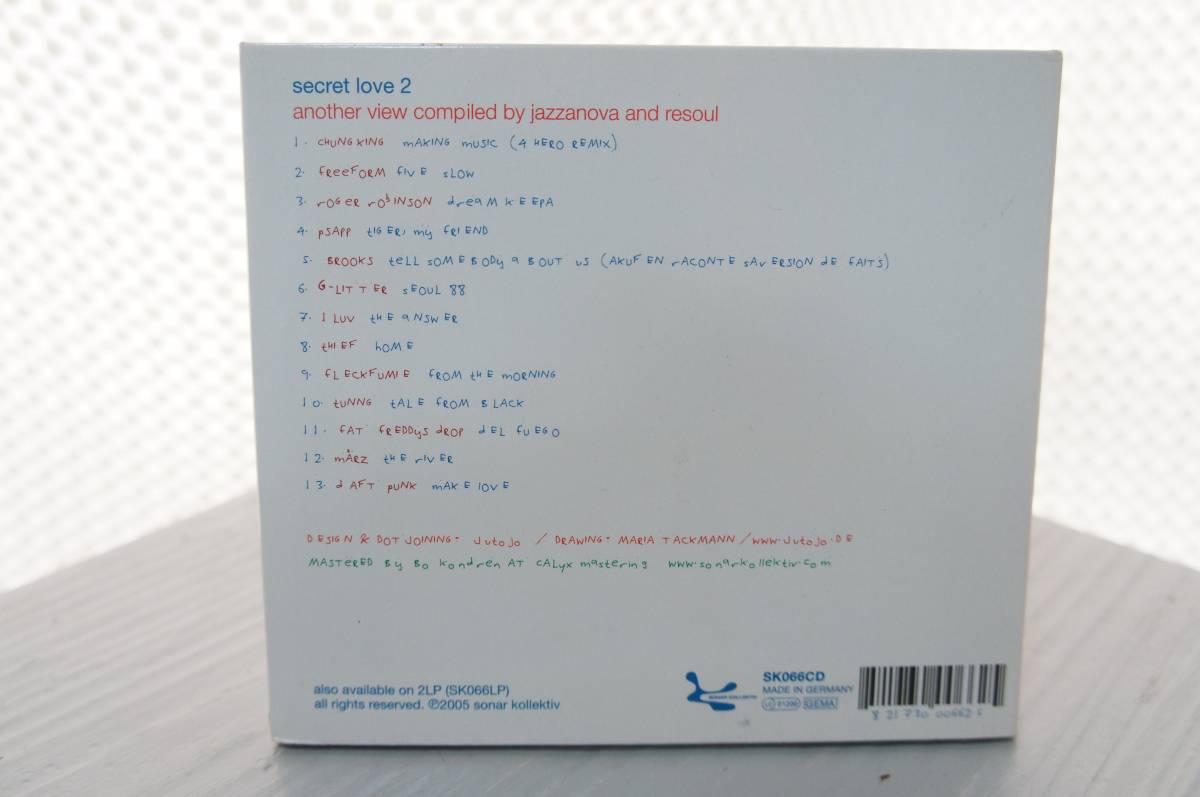 secret love 2
another view compiled by jazzanova and resoul
1. CHUNGKING MAKING MUSIC (4 HERO REMIX)
2. FREEFORM FIVE SLOW
3. ROGER ROBINSON DREAM KEEPA
4. PSAPP TIGER, MY FRIEND
5. BROOKS TELL SOMEBODY ABOUT US (AKUFEN RACONTE SAVERSION DE FAITS)
6. G-LITTER SEOUL 88
7. I LUV THE ANSWER
8. THIEF HOME
9. FLECKFUMIE FROM THE MORNING
10. TUNNG TALE FROM BLACK
11. FAT FREDDYS DROP DEL FUEGO
12. MÄRZ THE RIVER
13. DAFT PUNK MAKE LOVE
DESIGN & DOT JOINING: JUTOJO / DRAWING: MARIA TACKMANN / WWW.JUTOJO.DE
MASTERED BY BO KONDREN AT CALYX MASTERING WWW.SONARKOLLEKTIV.COM
also available on 2LP (SK066LP)
all rights reserved. ℗2005 sonar kollektiv
SONAR KOLLEKTIV
SK066CD
MADE IN GERMANY
LC GEMA